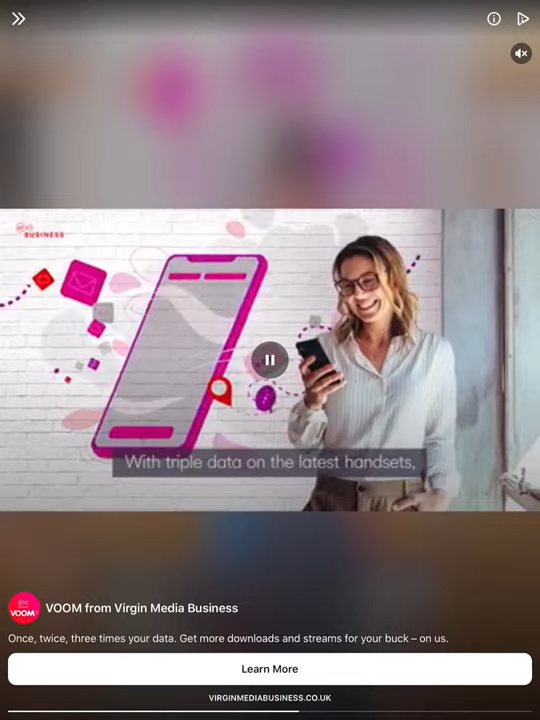 BUSINESS
With triple data on the latest handsets,
VOOM
VOOM from Virgin Media Business
Once, twice, three times your data. Get more downloads and streams for your buck – on us.
Learn More
VIRGINMEDIABUSINESS.CO.UK